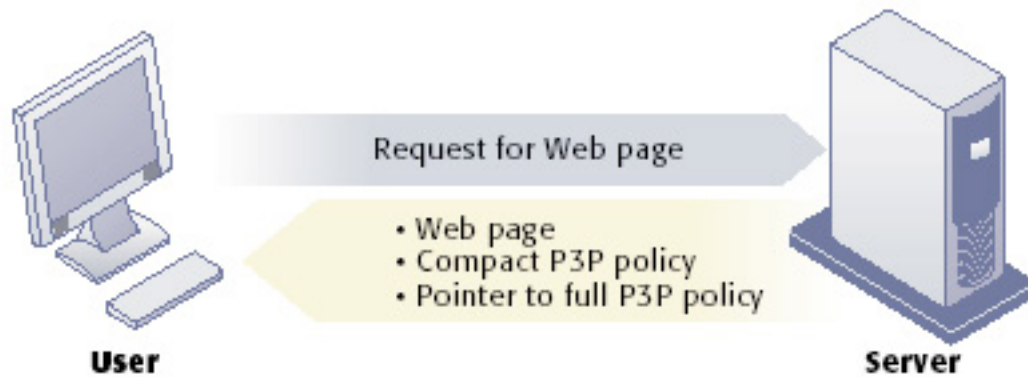 Request for Web page
• Web page
• Compact P3P policy
• Pointer to full P3P policy
User
Server